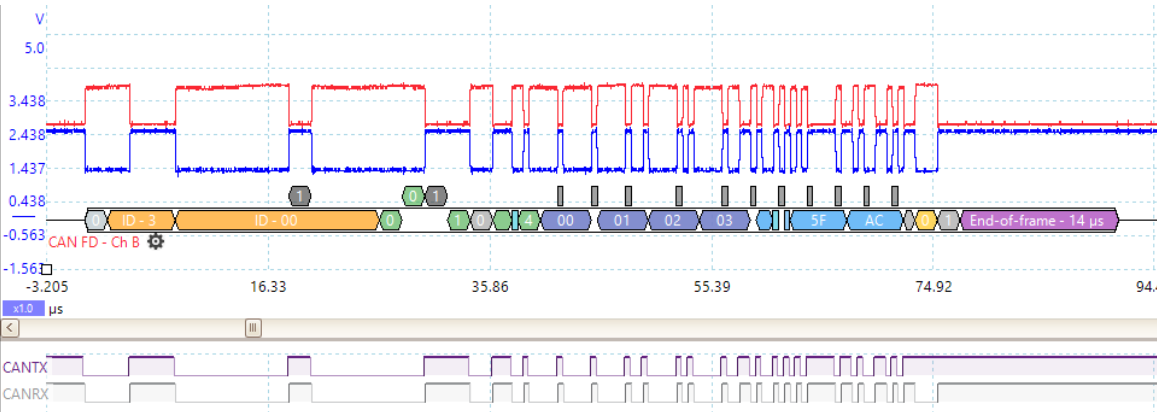 V
5.0
3.438
2.438
1.437
0.438
-0.563
-1.563
1 0 1
0 ID - 3 ID - 00 0 1 0 4 00 01 02 03 5F AC 0 1 End-of-frame - 14 µs
CAN FD - Ch B
-3.205 16.33 35.86 55.39 74.92 94.4
x1.0 µs
CANTX
CANRX